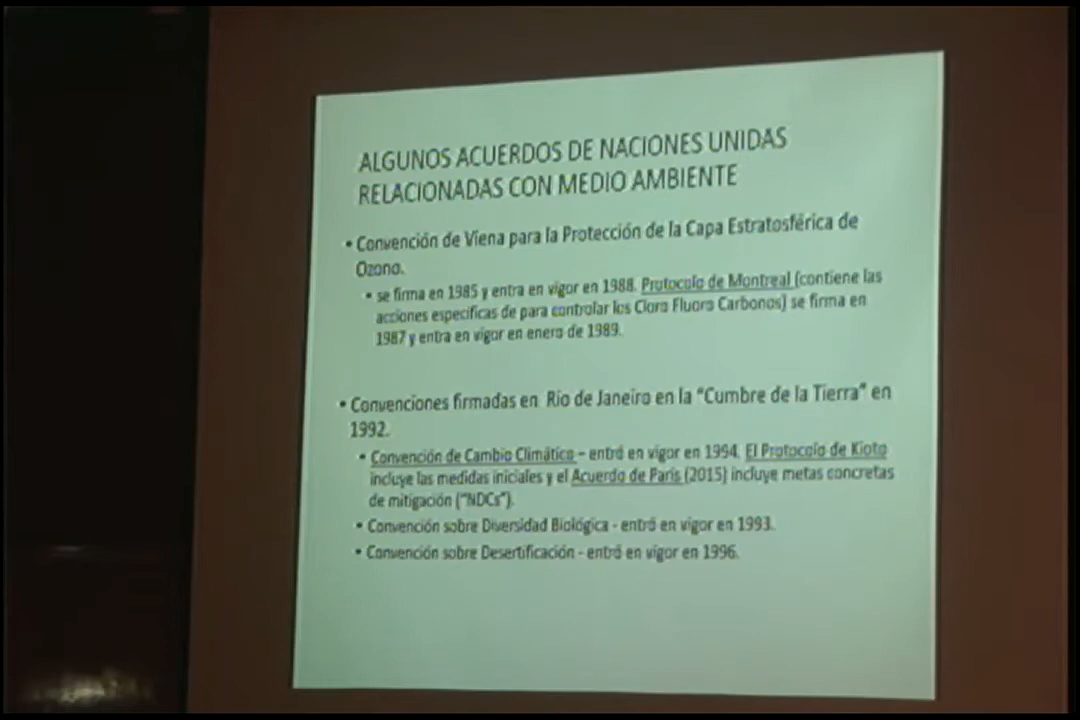 ALGUNOS ACUERDOS DE NACIONES UNIDAS
RELACIONADAS CON MEDIO AMBIENTE
• Convención de Viena para la Protección de la Capa Estratosférica de
Ozono.
• se firma en 1985 y entra en vigor en 1988. Protocolo de Montreal (contiene las
acciones especificas de para controlar los Cloro Fluoro Carbonos) se firma en
1987 y entra en vigor en enero de 1989.
• Convenciones firmadas en Rio de Janeiro en la "Cumbre de la Tierra" en
1992.
• Convención de Cambio Climático – entró en vigor en 1994. El Protocolo de Kioto
incluye las medidas iniciales y el Acuerdo de Paris (2015) incluye metas concretas
de mitigación ("NDCs").
• Convención sobre Diversidad Biológica - entró en vigor en 1993.
• Convención sobre Desertificación - entró en vigor en 1996.